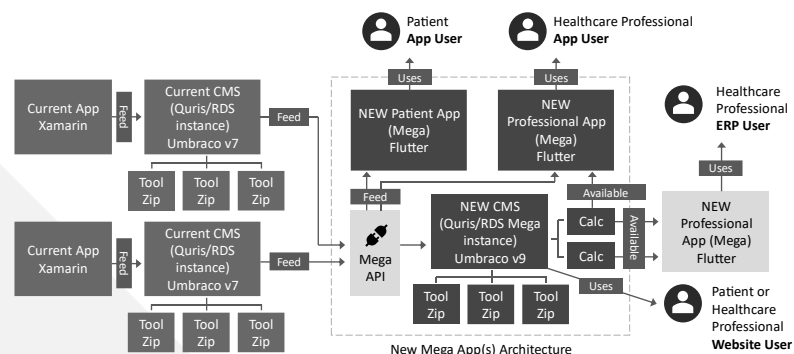 Patient
App User
Healthcare Professional
App User
Uses
Uses
Current App
Xamarin
Feed
Current CMS
(Quris/RDS
instance)
Umbraco v7
Feed
Tool
Zip
Tool
Zip
Tool
Zip
NEW Patient App
(Mega)
Flutter
NEW
Professional App
(Mega)
Flutter
Healthcare
Professional
ERP User
Uses
Feed
Available
Mega
API
NEW CMS
(Quris/RDS Mega
instance)
Umbraco v9
Calc
Calc
Available
NEW
Professional
App (Mega)
Flutter
Current App
Xamarin
Feed
Current CMS
(Quris/RDS
instance)
Umbraco v7
Feed
Tool
Zip
Tool
Zip
Tool
Zip
Tool
Zip
Tool
Zip
Tool
Zip
Uses
Patient or
Healthcare
Professional
Website User
New Mega App(s) Architecture